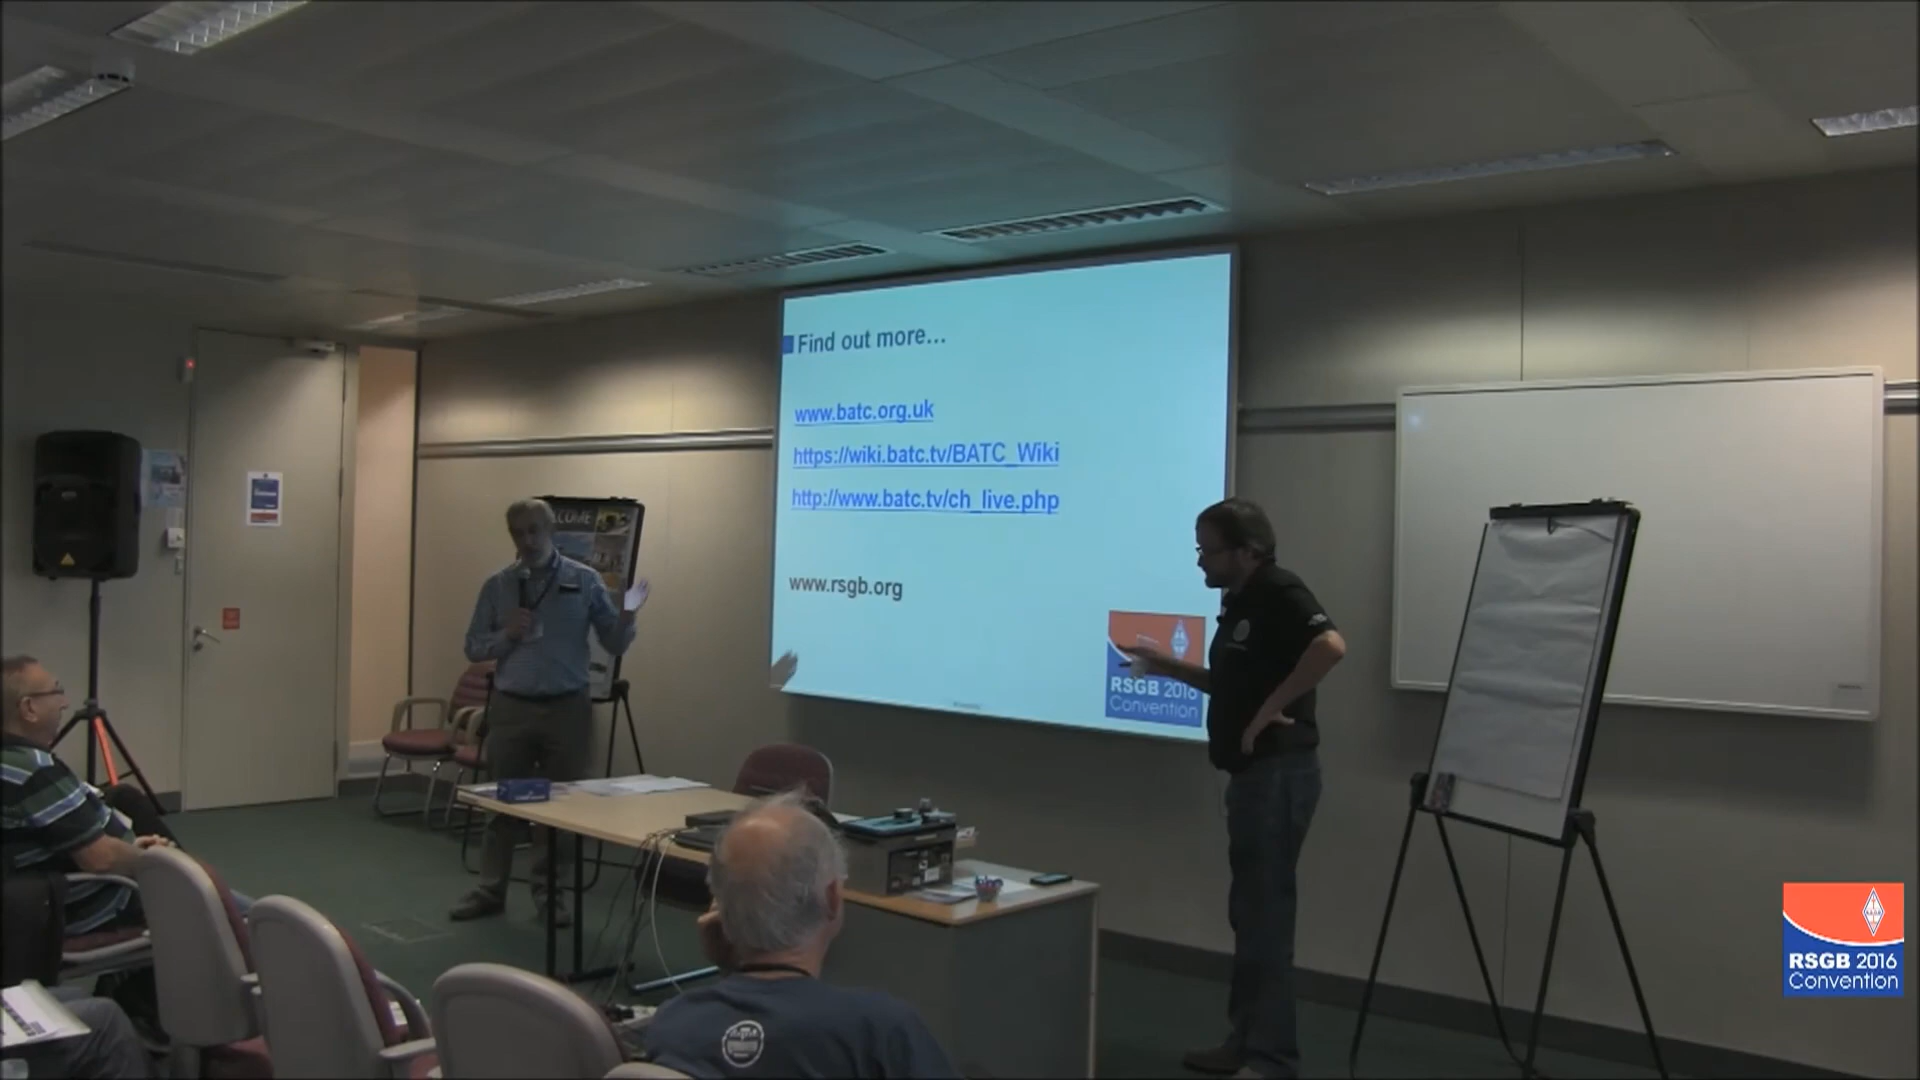 Find out more...
www.batc.org.uk
https://wiki.batc.tv/BATC_Wiki
http://www.batc.tv/ch_live.php
www.rsgb.org
RSGB 2016
Convention
RSGB 2016
Convention